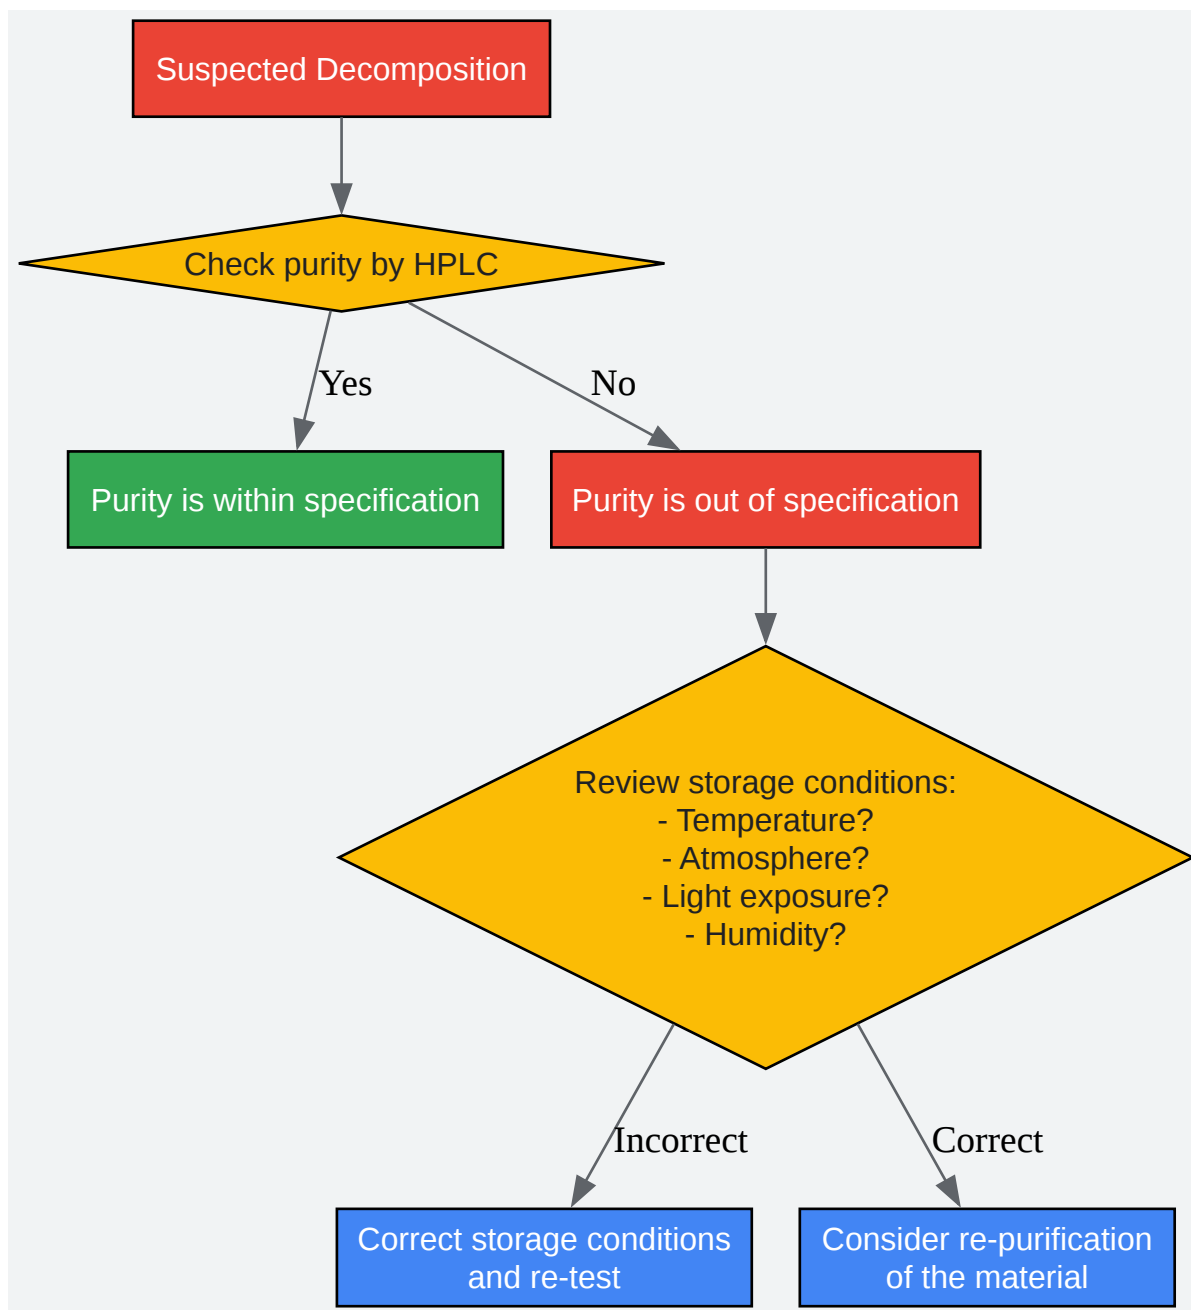 Suspected Decomposition
Check purity by HPLC
Yes
No
Purity is within specification
Purity is out of specification
Review storage conditions:
- Temperature?
- Atmosphere?
- Light exposure?
- Humidity?
Incorrect
Correct
Correct storage conditions
and re-test
Consider re-purification
of the material